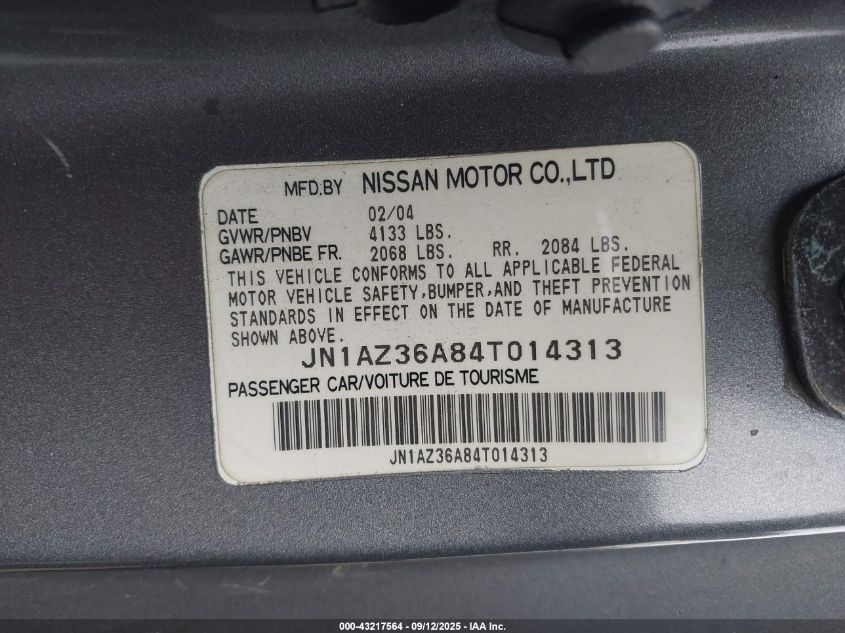 MFD.BY NISSAN MOTOR CO.,LTD
DATE 02/04
GVWR/PNBV 4133 LBS.
GAWR/PNBE FR. 2068 LBS. RR. 2084 LBS.
THIS VEHICLE CONFORMS TO ALL APPLICABLE FEDERAL
MOTOR VEHICLE SAFETY,BUMPER,AND THEFT PREVENTION
STANDARDS IN EFFECT ON THE DATE OF MANUFACTURE
SHOWN ABOVE.
JN1AZ36A84T014313
PASSENGER CAR/VOITURE DE TOURISME
JN1AZ36A84T014313
000-43217564 - 09/12/2025 - IAA Inc.